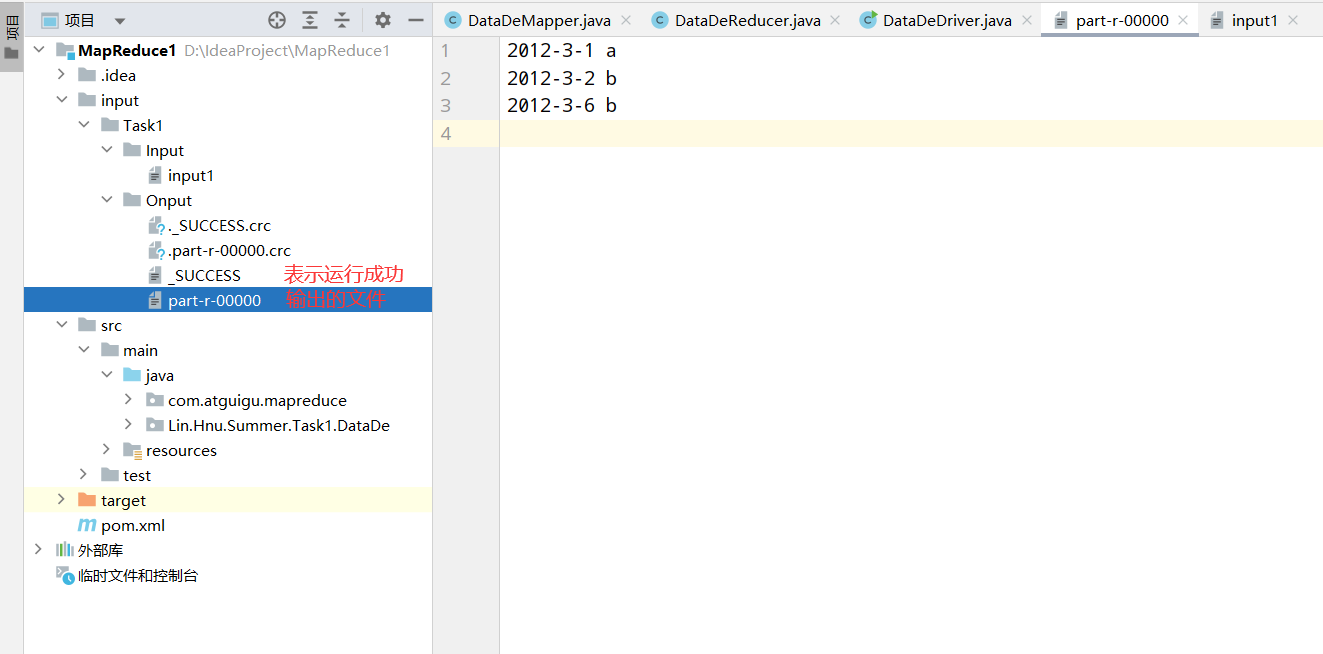 项目
项目
DataDeMapper.java
DataDeReducer.java
DataDeDriver.java
part-r-00000
input1
MapReduce1 D:\IdeaProject\MapReduce1
.idea
input
Task1
Input
input1
Onput
._SUCCESS.crc
.part-r-00000.crc
_SUCCESS 表示运行成功
part-r-00000 输出的文件
src
main
java
com.atguigu.mapreduce
Lin.Hnu.Summer.Task1.DataDe
resources
test
target
pom.xml
外部库
临时文件和控制台
1 2012-3-1 a
2 2012-3-2 b
3 2012-3-6 b
4